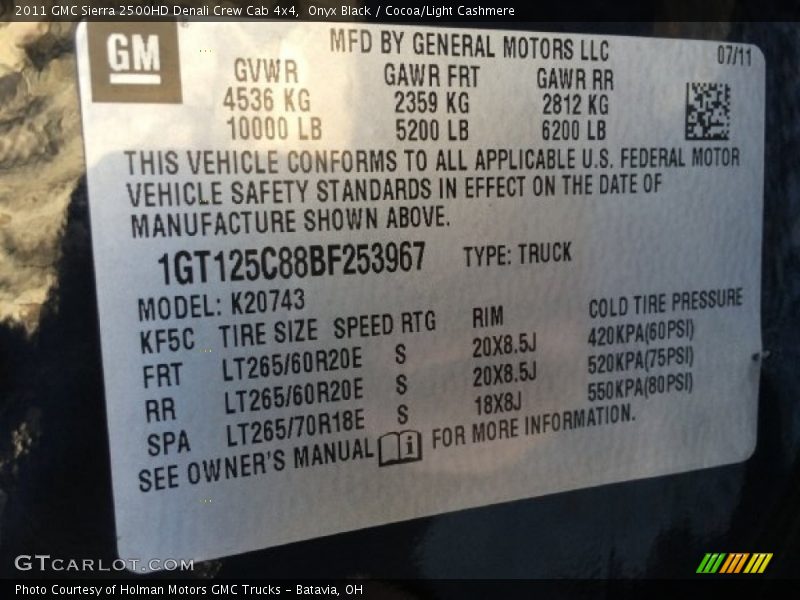 2011 GMC Sierra 2500HD Denali Crew Cab 4x4, Onyx Black / Cocoa/Light Cashmere
GM
MFD BY GENERAL MOTORS LLC 07/11
GVWR GAWR FRT GAWR RR
4536 KG 2359 KG 2812 KG
10000 LB 5200 LB 6200 LB
THIS VEHICLE CONFORMS TO ALL APPLICABLE U.S. FEDERAL MOTOR
VEHICLE SAFETY STANDARDS IN EFFECT ON THE DATE OF
MANUFACTURE SHOWN ABOVE.
1GT125C88BF253967 TYPE: TRUCK
MODEL: K20743
KF5C TIRE SIZE SPEED RTG RIM COLD TIRE PRESSURE
FRT LT265/60R20E S 20X8.5J 420KPA(60PSI)
RR LT265/60R20E S 20X8.5J 520KPA(75PSI)
SPA LT265/70R18E S 18X8J 550KPA(80PSI)
SEE OWNER'S MANUAL i FOR MORE INFORMATION.
GTCARLOT.COM
Photo Courtesy of Holman Motors GMC Trucks - Batavia, OH